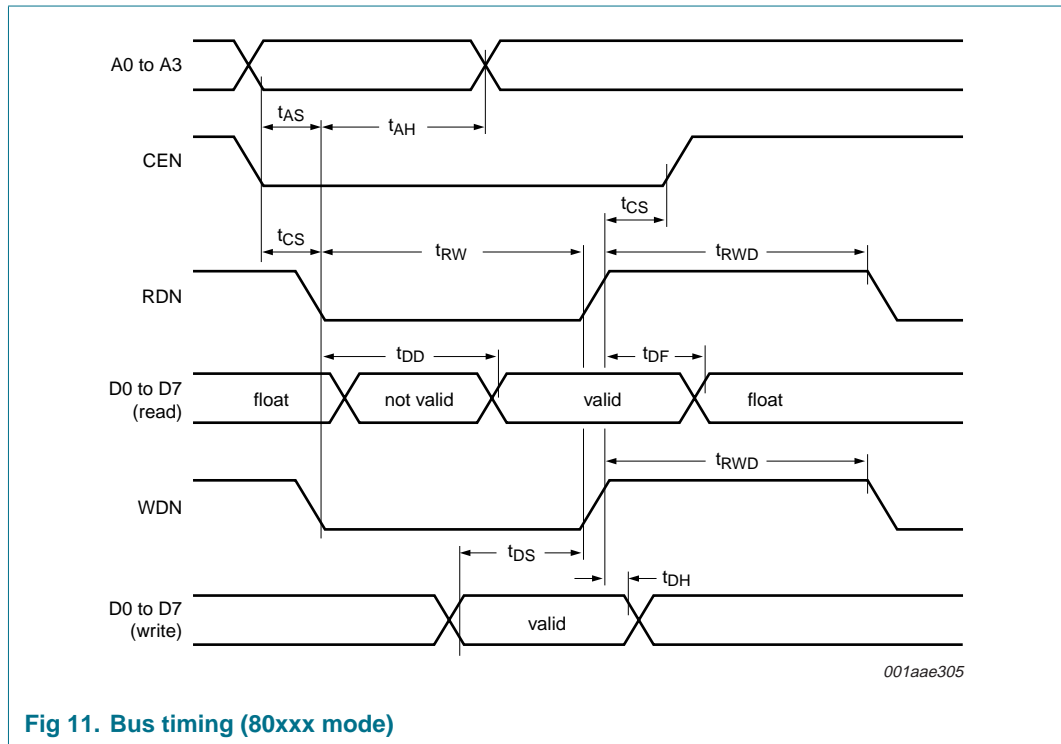 A0 to A3
tAS
tAH
CEN
tCS
tCS
tRW
tRWD
RDN
tDD
tDF
D0 to D7
(read)
float
not valid
valid
float
tRWD
WDN
tDS
tDH
D0 to D7
(write)
valid
001aae305
Fig 11. Bus timing (80xxx mode)